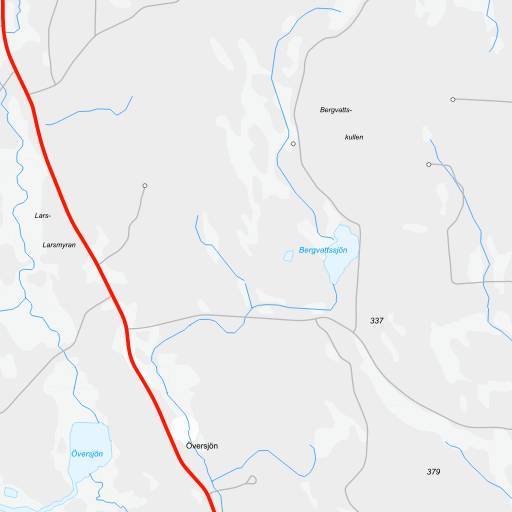 Bergvatts-
kullen
Lars-
Larsmyran
Bergvattssjön
337
Översjön
Översjön
379